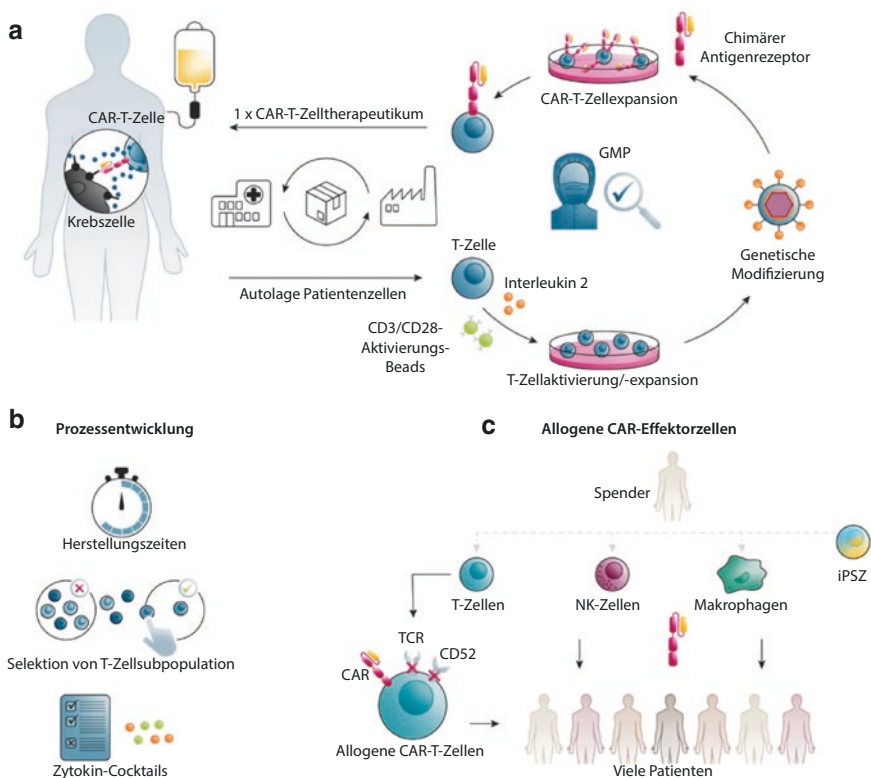 a
CAR-T-Zelle
Krebszelle
1 x CAR-T-Zelltherapeutikum
Autolage Patientenzellen
CAR-T-Zellexpansion
Chimärer
Antigenrezeptor
GMP
Genetische
Modifizierung
T-Zelle
Interleukin 2
CD3/CD28-
Aktivierungs-
Beads
T-Zellaktivierung/-expansion
b
Prozessentwicklung
Herstellungszeiten
Selektion von T-Zellsubpopulation
Zytokin-Cocktails
c
Allogene CAR-Effektorzellen
Spender
iPSZ
T-Zellen
NK-Zellen
Makrophagen
TCR
CD52
CAR
Allogene CAR-T-Zellen
Viele Patienten